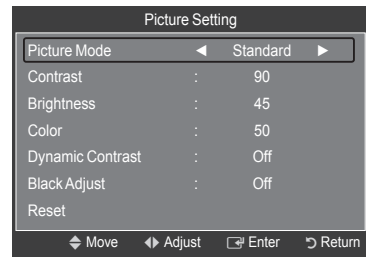 Picture Setting
Picture Mode ◀ Standard ▶
Contrast : 90
Brightness : 45
Color : 50
Dynamic Contrast : Off
Black Adjust : Off
Reset
Move Adjust Enter Return